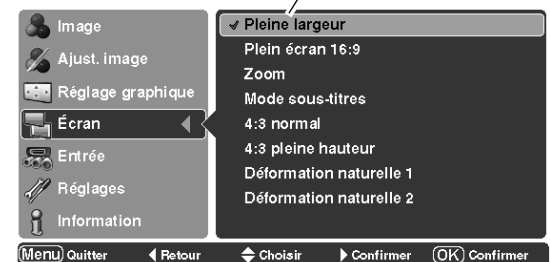 Image
Ajust. image
Réglage graphique
Écran
Entrée
Réglages
Information
Pleine largeur
Plein écran 16:9
Zoom
Mode sous-titres
4:3 normal
4:3 pleine hauteur
Déformation naturelle 1
Déformation naturelle 2
Menu Quitter Retour Choisir Confirmer OK Confirmer